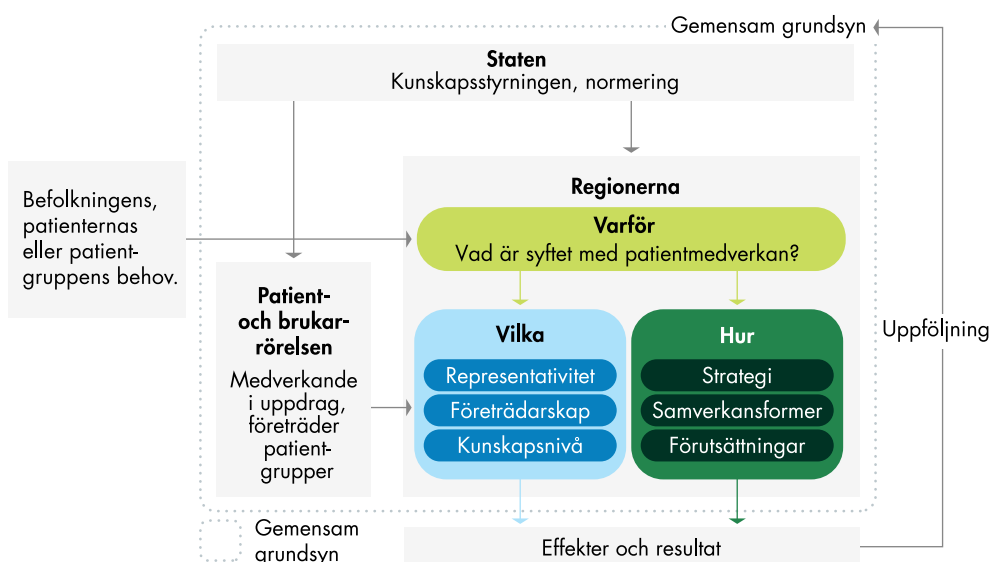 Gemensam grundsyn
Staten
Kunskapsstyrningen, normering
Befolkningens,
patienternas
eller patient-
gruppens behov.
Patient-
och brukar-
rörelsen
Medverkande
i uppdrag,
företräder
patient-
grupper
Regionerna
Varför
Vad är syftet med patientmedverkan?
Vilka
Representativitet
Företrädarskap
Kunskapsnivå
Hur
Strategi
Samverkansformer
Förutsättningar
Uppföljning
Gemensam
grundsyn
Effekter och resultat